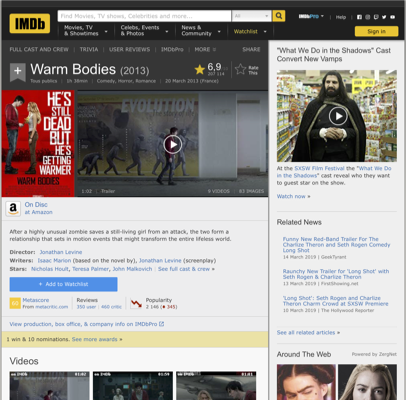 IMDb
Find Movies, TV shows, Celebrities and more...
All
IMDbPro
Help
Movies, TV & Showtimes
Celebs, Events & Photos
News & Community
Watchlist
Sign in
FULL CAST AND CREW | TRIVIA | USER REVIEWS | IMDbPro | MORE
SHARE
Warm Bodies (2013)
Tous publics | 1h 38min | Comedy, Horror, Romance | 20 March 2013 (France)
6,9
Rate This
HE'S
STILL
DEAD
BUT
HE'S
GETTING
WARMER
WARM BODIES
EVOLUTION
1:02 | Trailer
9 VIDEOS
83 IMAGES
On Disc
at Amazon
After a highly unusual zombie saves a still-living girl from an attack, the two form a
relationship that sets in motion events that might transform the entire lifeless world.
Director: Jonathan Levine
Writers: Isaac Marion (based on the novel by), Jonathan Levine (screenplay)
Stars: Nicholas Hoult, Teresa Palmer, John Malkovich | See full cast & crew »
+ Add to Watchlist
Metascore
From metacritic.com
Reviews
350 user | 460 critic
Popularity
2 146
View production, box office, & company info on IMDbPro
1 win & 10 nominations. See more awards »
Videos
"What We Do in the Shadows" Cast
Convert New Vamps
At the SXSW Film Festival the "What We
Do in the Shadows" cast reveal who they want
to guest star on the show.
Watch now »
Related News
Funny New Red-Band Trailer For The
Charlize Theron and Seth Rogen Comedy
Long Shot
14 March 2019 | GeekTyrant
Raunchy New Trailer for 'Long Shot' with
Seth Rogen & Charlize Theron
13 March 2019 | FirstShowing.net
'Long Shot': Seth Rogen and Charlize
Theron Charm Crowd at SXSW Premiere
10 March 2019 | The Hollywood Reporter
See all related articles »
Around The Web
Powered by ZergNet